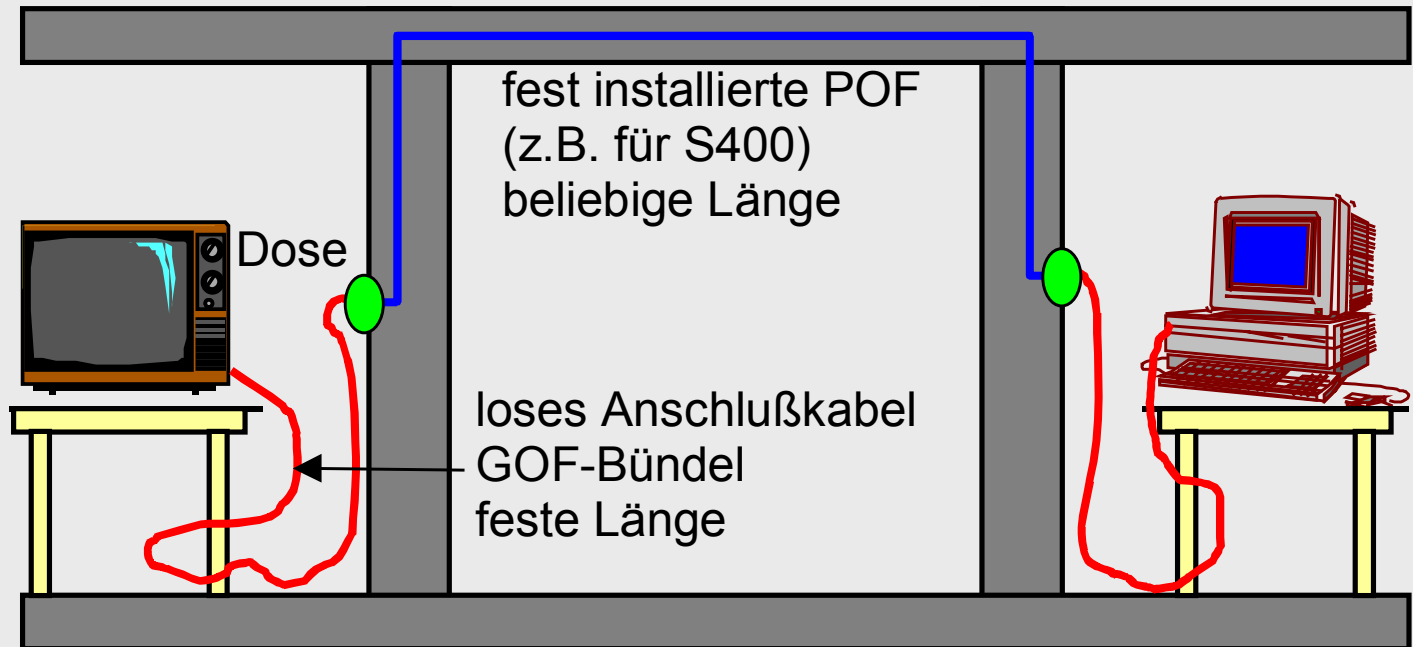 fest installierte POF
(z.B. für S400)
beliebige Länge
Dose
loses Anschlußkabel
GOF-Bündel
feste Länge